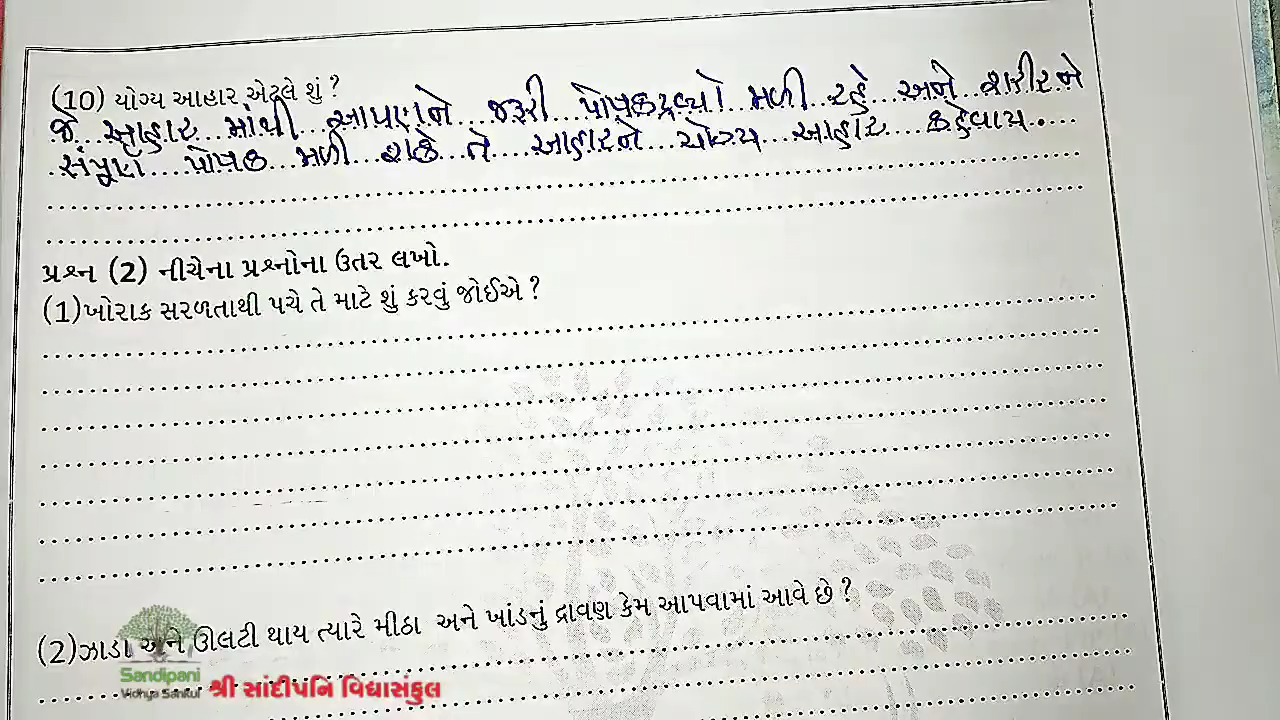 (10) યોગ્ય આહાર એટલે શું ?
જે આહાર માંથી આપણને જરૂરી પોષકદ્રવ્યો મળી રહે અને શરીરને
સંપૂર્ણ પોષક મળી શકે તે આહારને યોગ્ય આહાર કહેવાય.
પ્રશ્ન (2) નીચેના પ્રશ્નોના ઉતર લખો.
(1)ખોરાક સરળતાથી પચે તે માટે શું કરવું જોઈએ ?
(2)ઝાડા અને ઊલટી થાય ત્યારે મીઠા અને ખાંડનું દ્રાવણ કેમ આપવામાં આવે છે ?
Sandipani
Vidhya Sankul
શ્રી સાંદીપનિ વિદ્યાસંકુલ